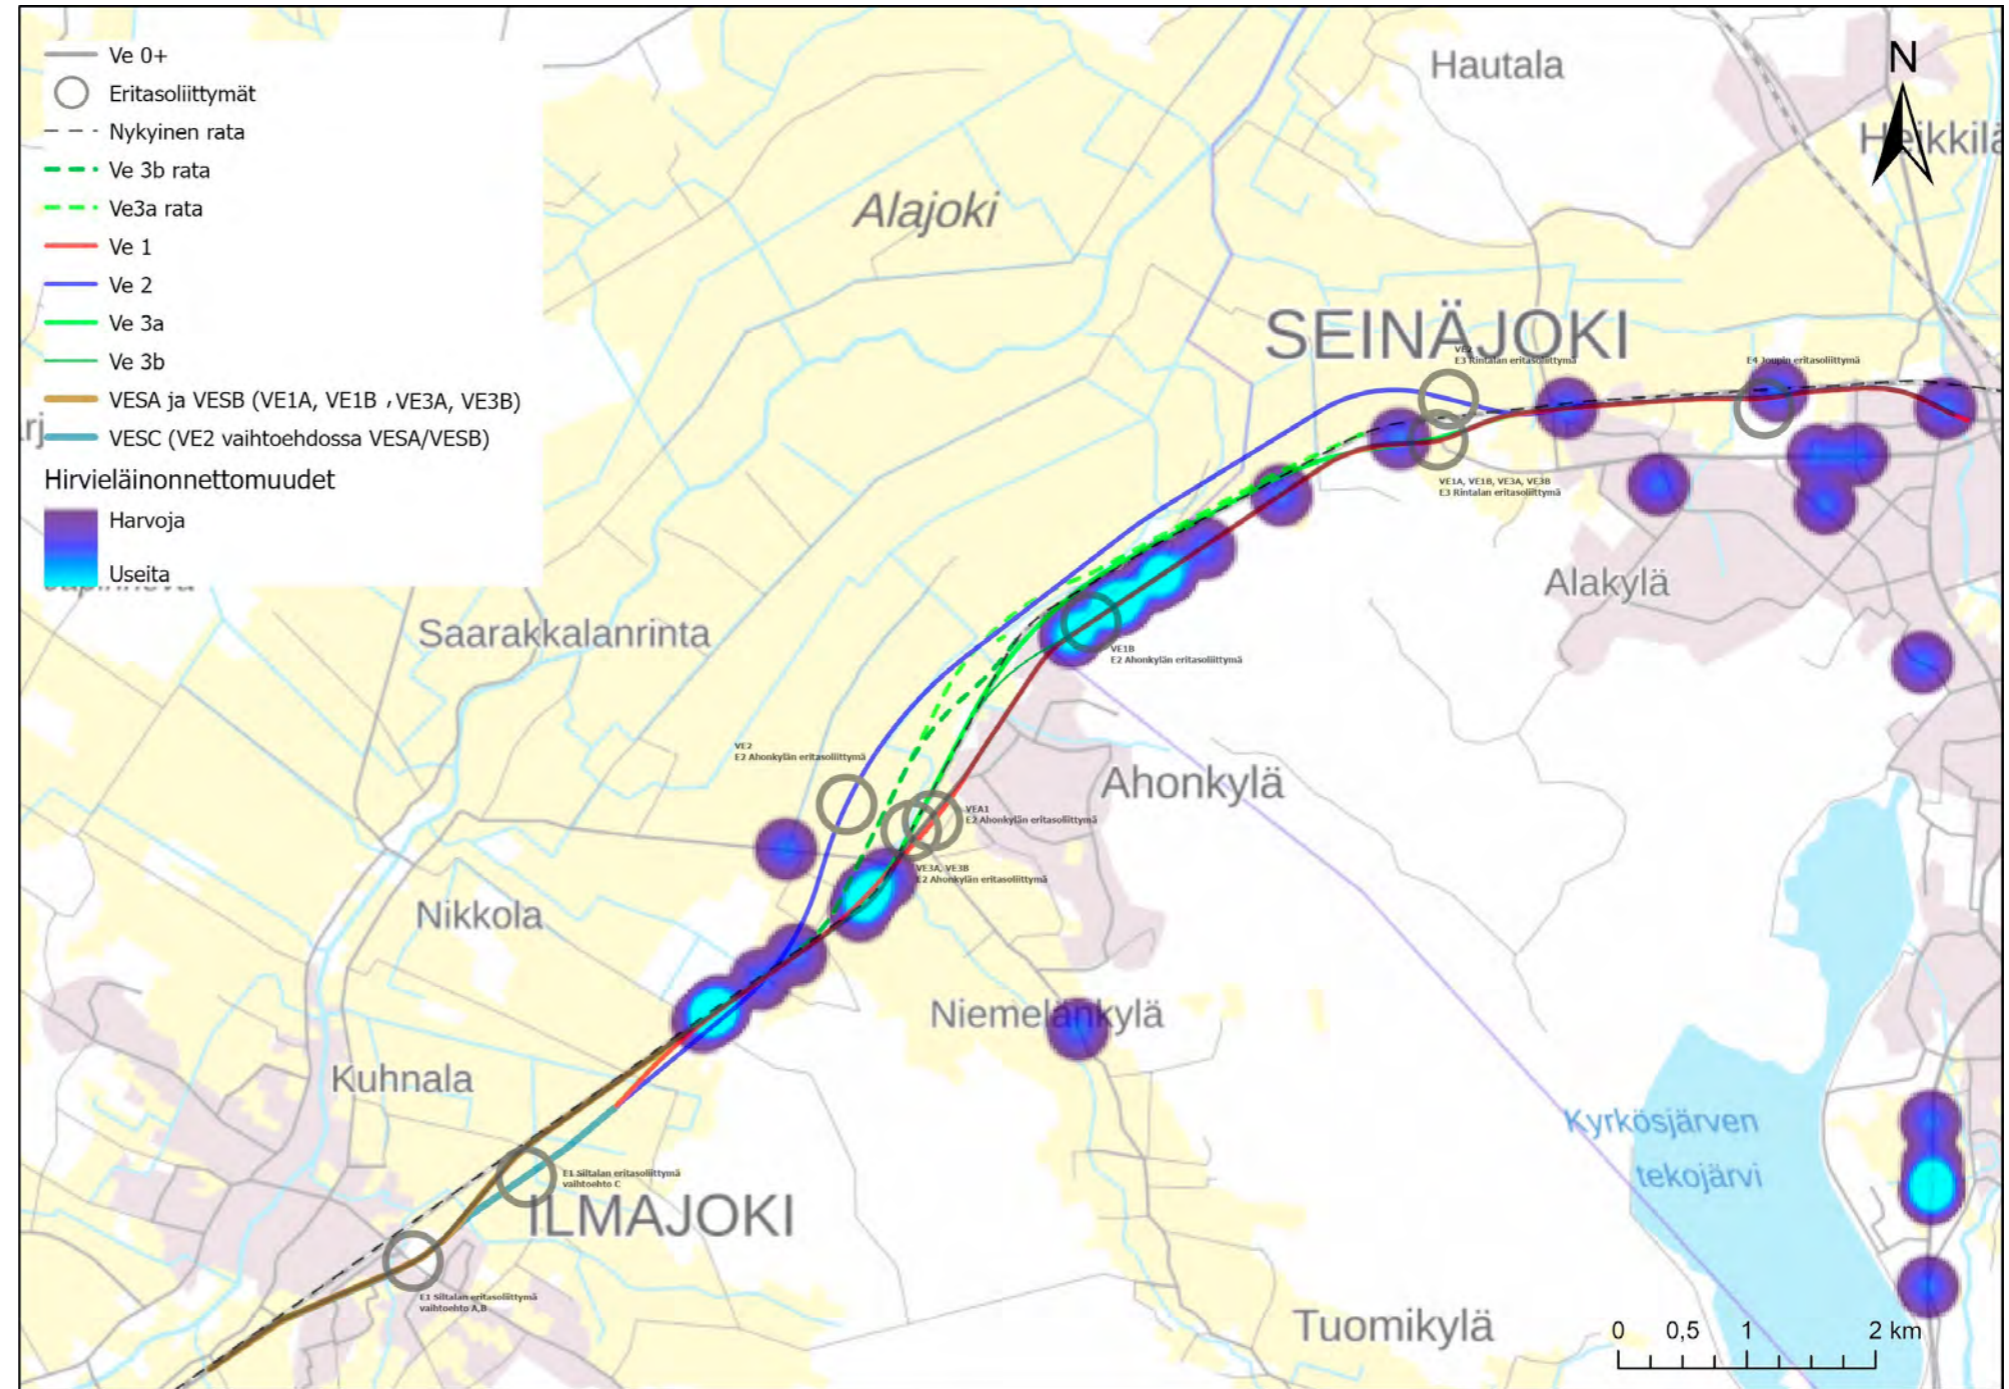 Ve 0+
Eritasoliittymät
Nykyinen rata
Ve 3b rata
Ve3a rata
Ve 1
Ve 2
Ve 3a
Ve 3b
VESA ja VESB (VE1A, VE1B , VE3A, VE3B)
VESC (VE2 vaihtoehdossa VESA/VESB)
Hirvieläinonnettomuudet
Harvoja
Useita
Hautala
N
Heikkilä
Alajoki
SEINÄJOKI
VE2
E3 Rintalan eritasoliittymä
E4 Joupin eritasoliittymä
VE1A, VE1B, VE3A, VE3B
E3 Rintalan eritasoliittymä
Alakylä
Saarakkalanrinta
VE1B
E2 Ahonkylän eritasoliittymä
VE2
E2 Ahonkylän eritasoliittymä
Ahonkylä
VEA1
E2 Ahonkylän eritasoliittymä
VE3A, VE3B
E2 Ahonkylän eritasoliittymä
Nikkola
Niemelänkylä
Kuhnala
Kyrkösjärven
tekojärvi
E1 Siltalan eritasoliittymä
vaihtoehto C
ILMAJOKI
E1 Siltalan eritasoliittymä
vaihtoehto A,B
Tuomikylä
0 0,5 1 2 km